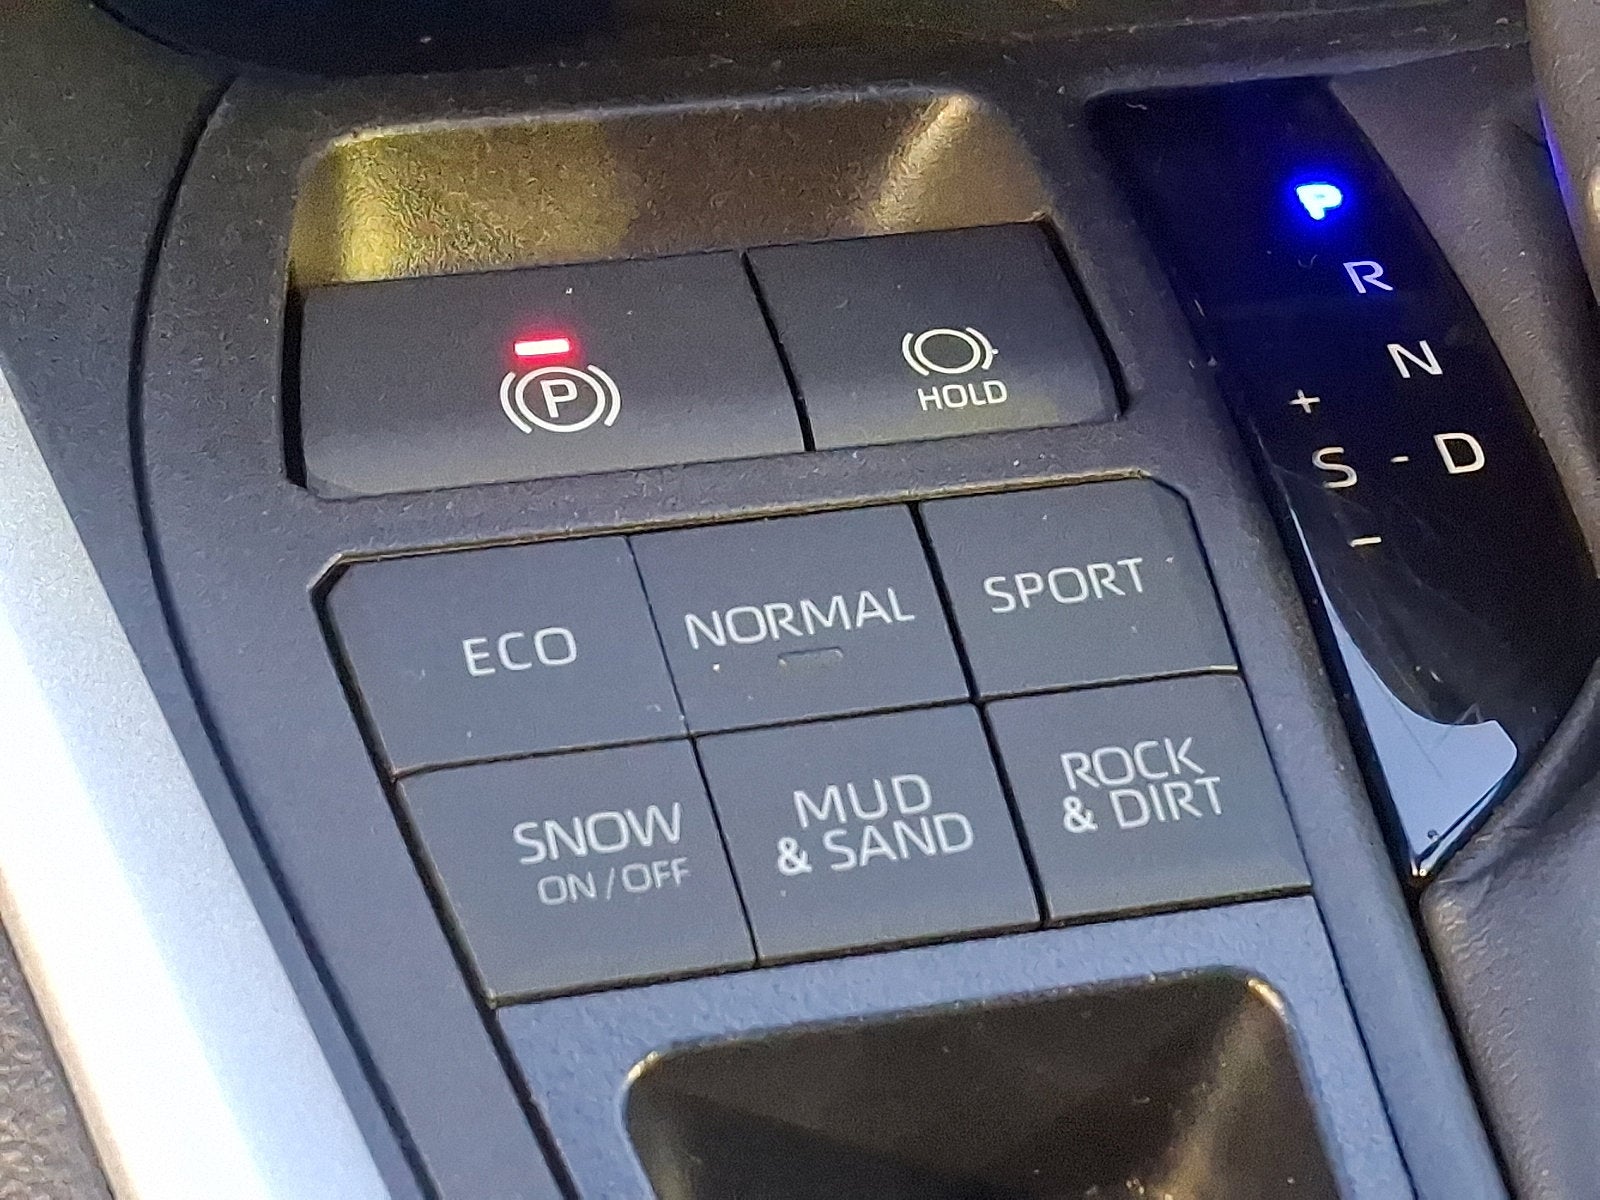 P
HOLD
ECO
NORMAL
SPORT
SNOW
ON/OFF
MUD
& SAND
ROCK
& DIRT
P
R
N
+
S - D
-